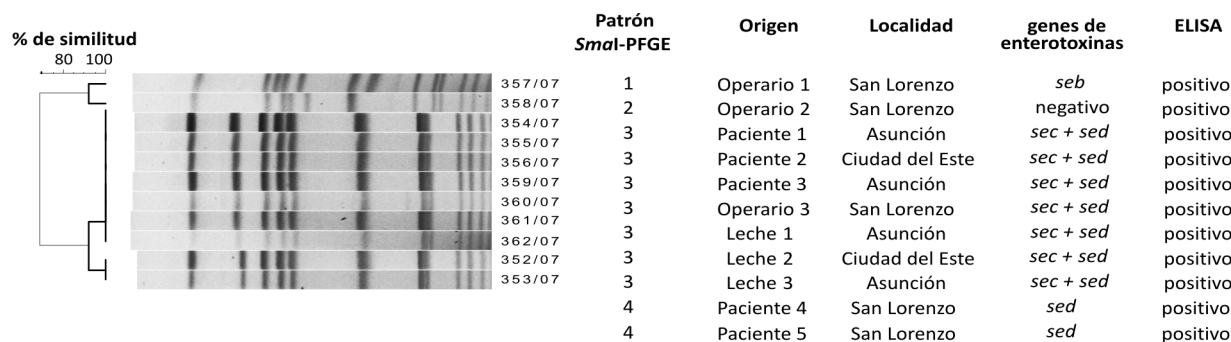 Patrón SmaI-PFGE Origen Localidad genes de enterotoxinas ELISA
% de similitud
80 100
357/07 1 Operario 1 San Lorenzo seb positivo
358/07 2 Operario 2 San Lorenzo negativo positivo
354/07 3 Paciente 1 Asunción sec + sed positivo
355/07 3 Paciente 2 Ciudad del Este sec + sed positivo
356/07 3 Paciente 3 Asunción sec + sed positivo
359/07 3 Operario 3 San Lorenzo sec + sed positivo
360/07 3 Leche 1 Asunción sec + sed positivo
361/07 3 Leche 2 Ciudad del Este sec + sed positivo
362/07 3 Leche 3 Asunción sec + sed positivo
352/07 4 Paciente 4 San Lorenzo sed positivo
353/07 4 Paciente 5 San Lorenzo sed positivo